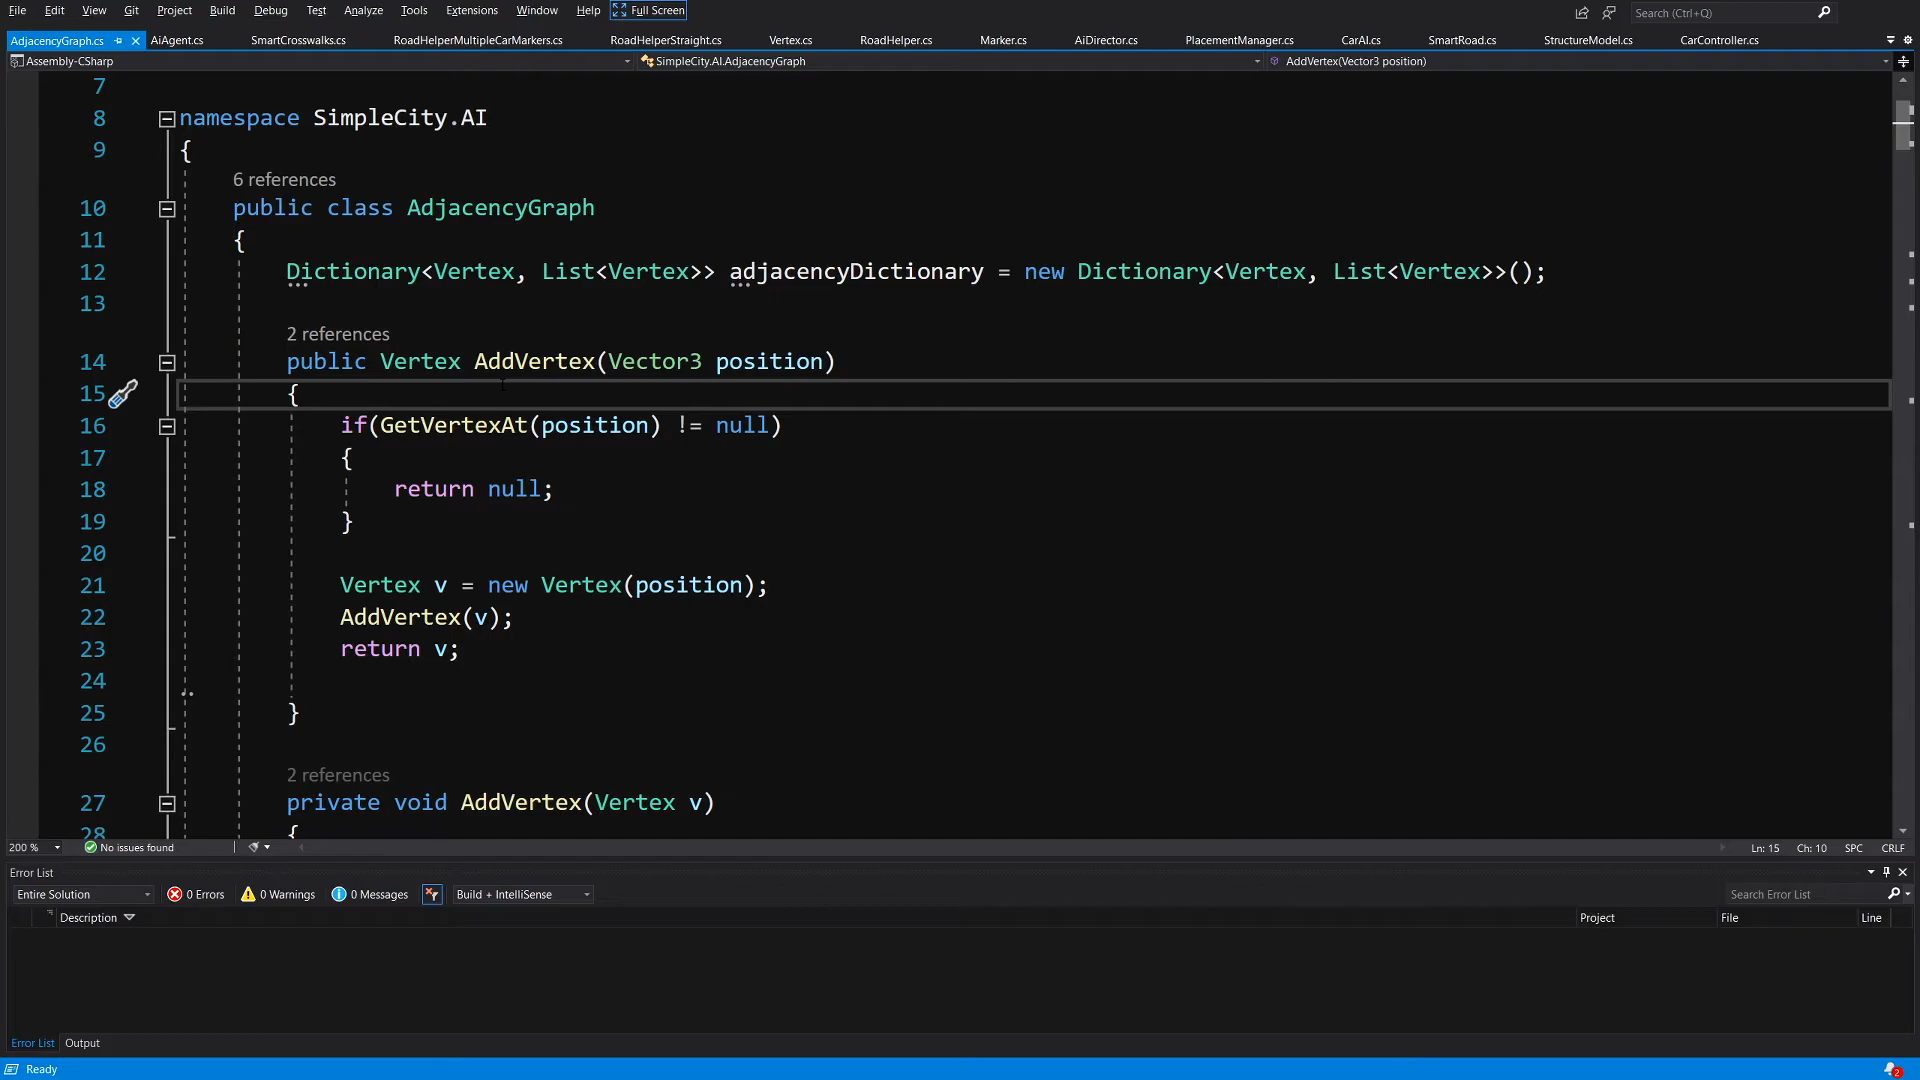 File Edit View Git Project Build Debug Test Analyze Tools Extensions Window Help Full Screen Search (Ctrl+Q)
AdjacencyGraph.cs AiAgent.cs SmartCrosswalks.cs RoadHelperMultipleCarMarkers.cs RoadHelperStraight.cs Vertex.cs RoadHelper.cs Marker.cs AiDirector.cs PlacementManager.cs CarAI.cs SmartRoad.cs StructureModel.cs CarController.cs
Assembly-CSharp SimpleCity.AI.AdjacencyGraph AddVertex(Vector3 position)
7
8 namespace SimpleCity.AI
9 {
6 references
10 public class AdjacencyGraph
11 {
12 Dictionary<Vertex, List<Vertex>> adjacencyDictionary = new Dictionary<Vertex, List<Vertex>>();
13
2 references
14 public Vertex AddVertex(Vector3 position)
15 {
16 if(GetVertexAt(position) != null)
17 {
18 return null;
19 }
20
21 Vertex v = new Vertex(position);
22 AddVertex(v);
23 return v;
24
25 }
26
2 references
27 private void AddVertex(Vertex v)
28 {
200 % No issues found Ln: 15 Ch: 10 SPC CRLF
Error List
Entire Solution 0 Errors 0 Warnings 0 Messages Build + IntelliSense Search Error List
Description Project File Line
Error List Output
Ready 2